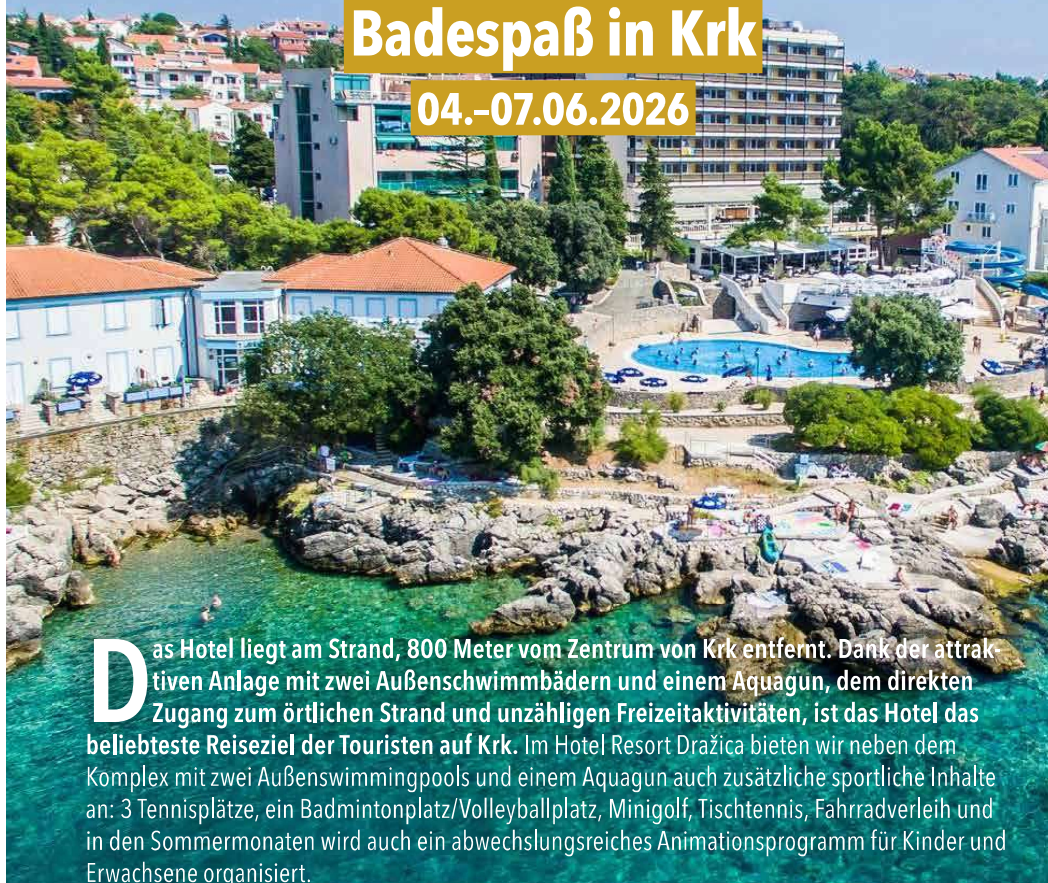 Badespaß in Krk
04.–07.06.2026
Das Hotel liegt am Strand, 800 Meter vom Zentrum von Krk entfernt. Dank der attrak-
tiven Anlage mit zwei Außenschwimmbädern und einem Aquagun, dem direkten
Zugang zum örtlichen Strand und unzähligen Freizeitaktivitäten, ist das Hotel das
beliebteste Reiseziel der Touristen auf Krk. Im Hotel Resort Dražica bieten wir neben dem
Komplex mit zwei Außenswimmingpools und einem Aquagun auch zusätzliche sportliche Inhalte
an: 3 Tennisplätze, ein Badmintonplatz/Volleyballplatz, Minigolf, Tischtennis, Fahrradverleih und
in den Sommermonaten wird auch ein abwechslungsreiches Animationsprogramm für Kinder und
Erwachsene organisiert.